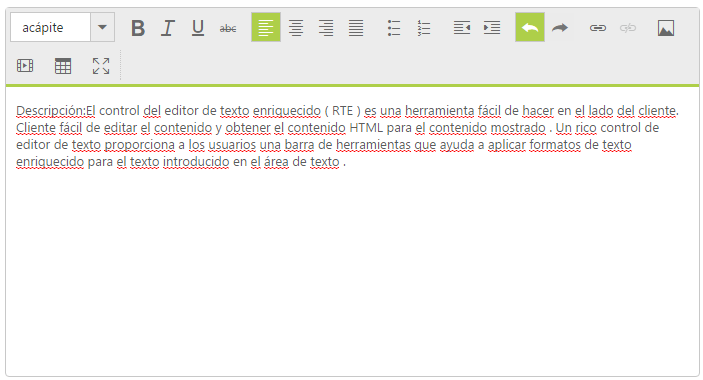 acápite
B I U abc
Descripción:El control del editor de texto enriquecido ( RTE ) es una herramienta fácil de hacer en el lado del cliente.
Cliente fácil de editar el contenido y obtener el contenido HTML para el contenido mostrado . Un rico control de
editor de texto proporciona a los usuarios una barra de herramientas que ayuda a aplicar formatos de texto
enriquecido para el texto introducido en el área de texto .